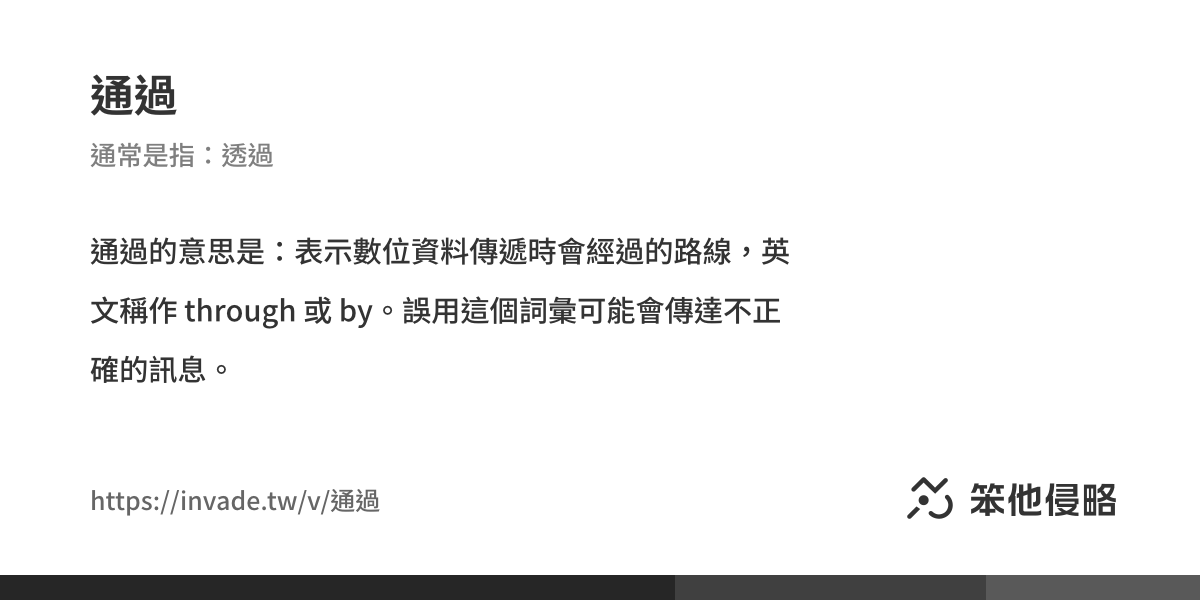 通過
通常是指：透過
通過的意思是：表示數位資料傳遞時會經過的路線，英
文稱作 through 或 by。誤用這個詞彙可能會傳達不正
確的訊息。
https://invade.tw/v/通過
笨他侵略